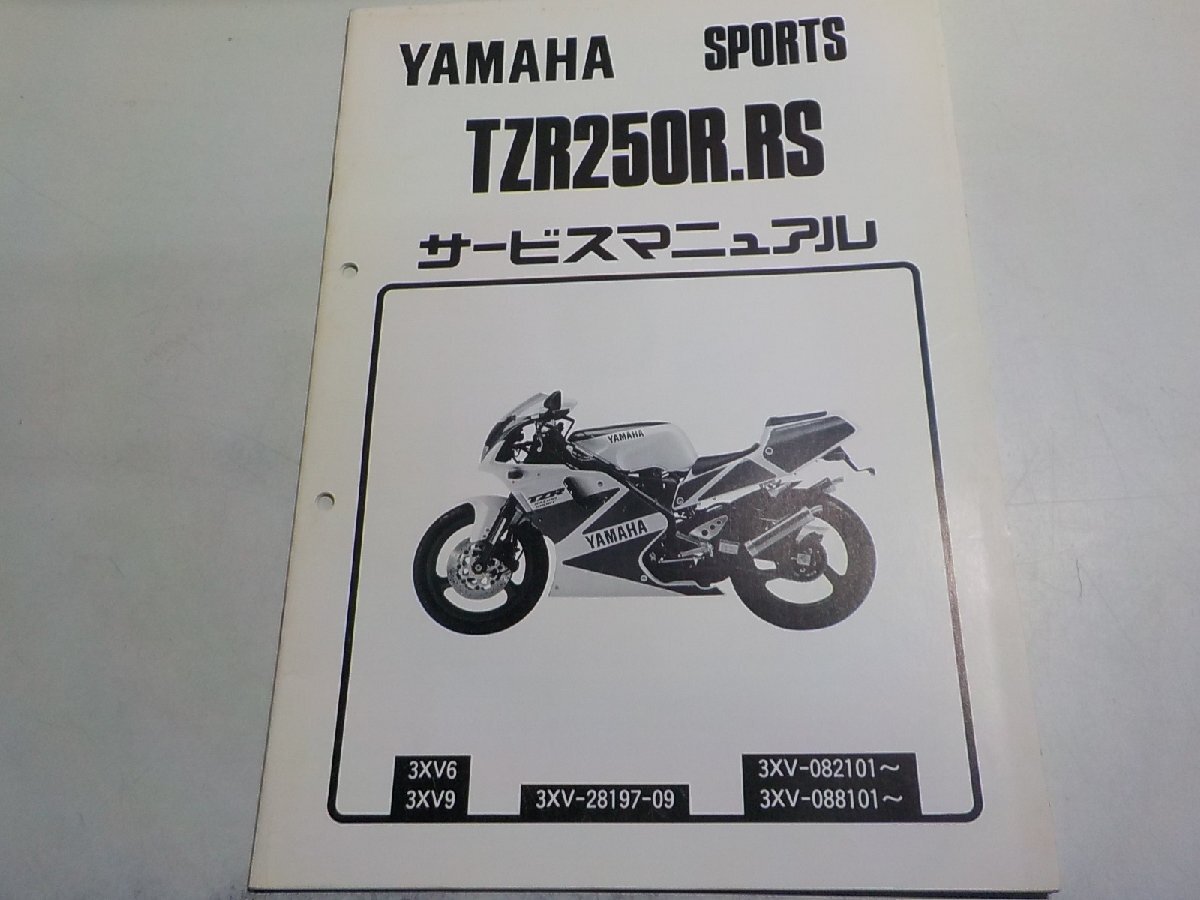 YAMAHA SPORTS
TZR250R.RS
サービスマニュアル
YAMAHA
TZR
YAMAHA
3XV6
3XV9
3XV-28197-09
3XV-082101～
3XV-088101～